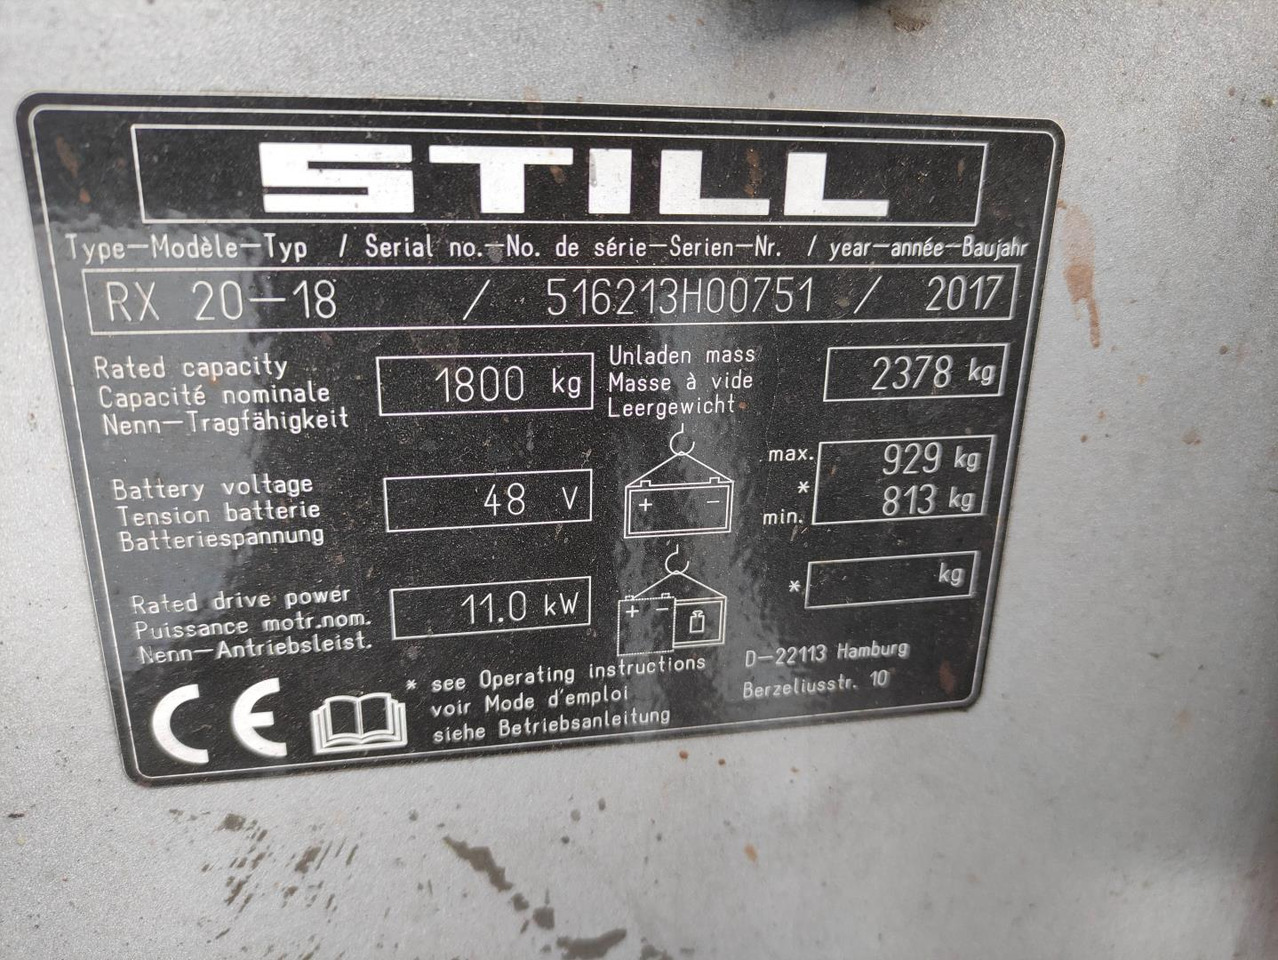 STILL
Type-Modèle-Typ / Serial no.-No. de série-Serien-Nr. / year-année-Baujahr
RX 20-18 / 516213H00751 / 2017
Rated capacity
Capacité nominale
Nenn-Tragfähigkeit
1800 kg
Unladen mass
Masse à vide
Leergewicht
2378 kg
Battery voltage
Tension batterie
Batteriespannung
48 V
+ -
max. 929 kg
*
min. 813 kg
Rated drive power
Puissance motr.nom.
Nenn-Antriebsleist.
11.0 kW
+ -
* kg
CE
* see Operating instructions
voir Mode d'emploi
siehe Betriebsanleitung
D-22113 Hamburg
Berzeliusstr. 10